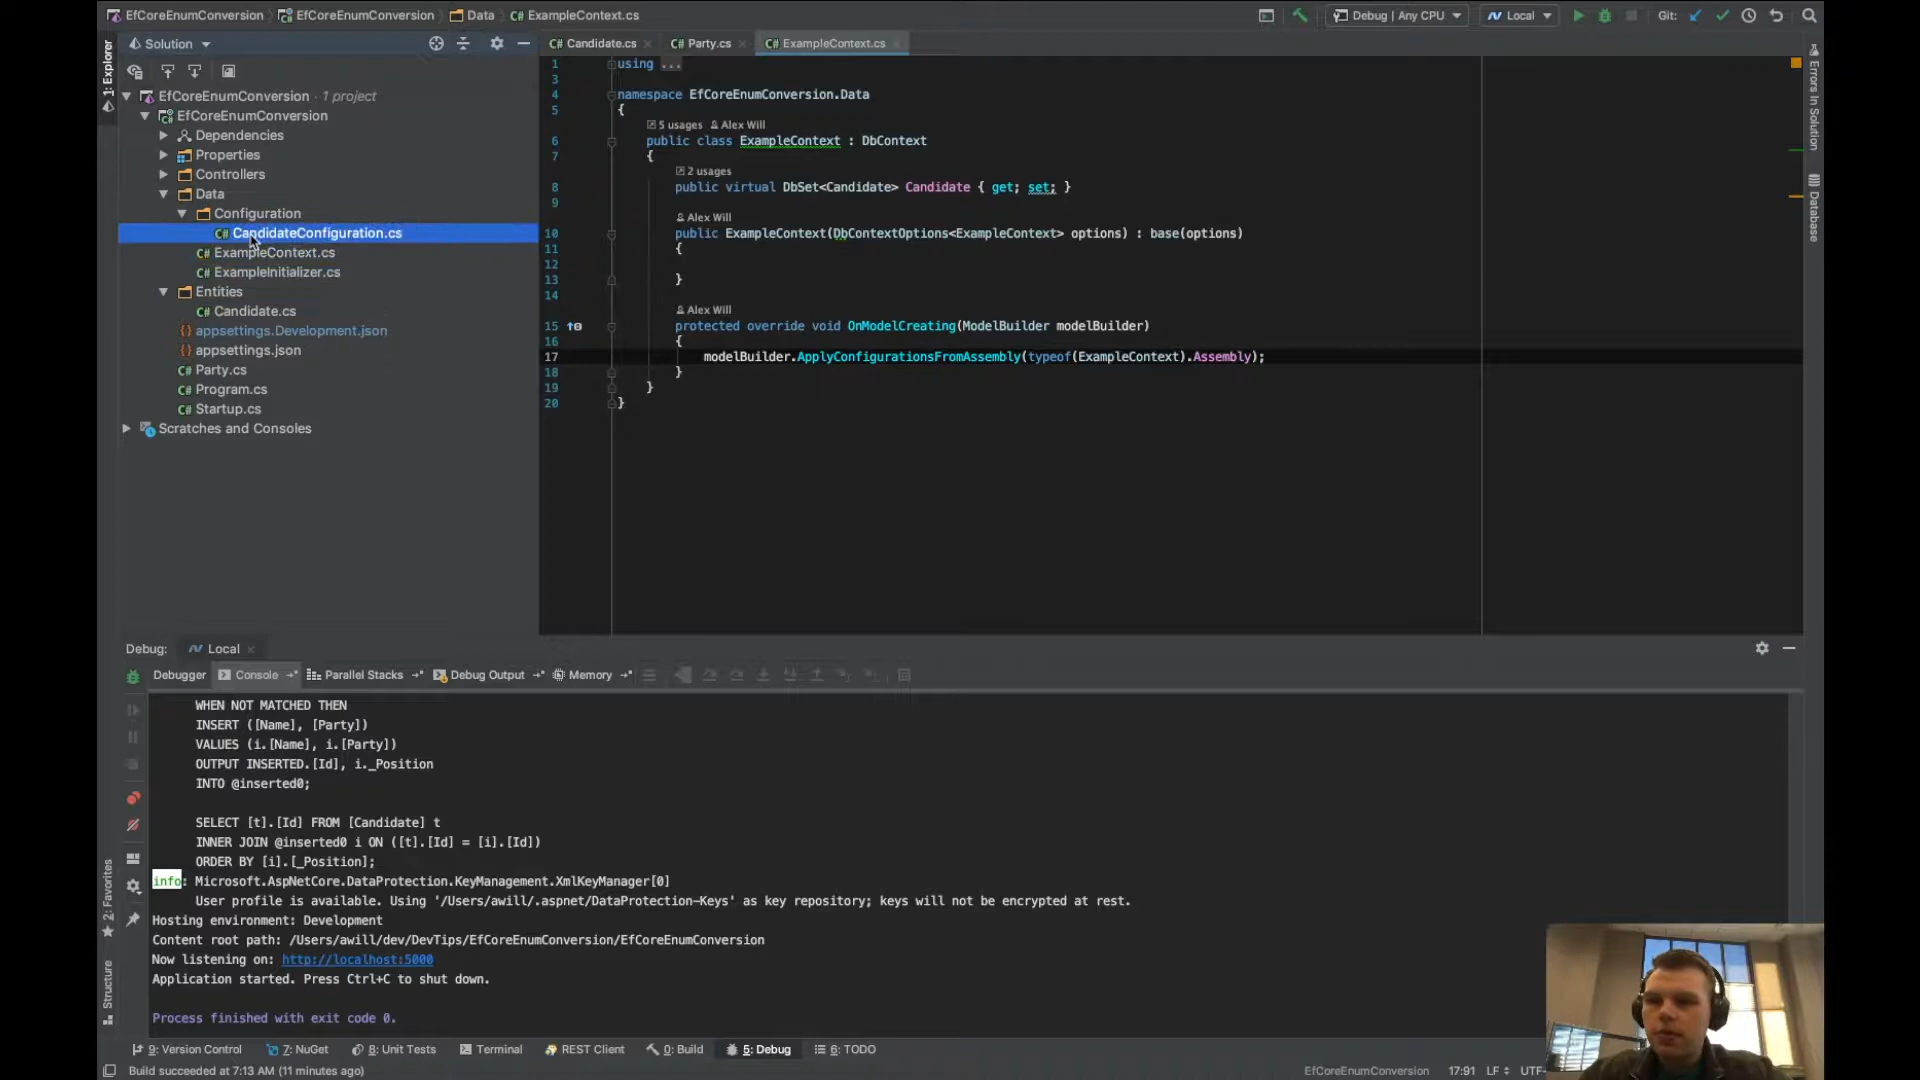 EfCoreEnumConversion
EfCoreEnumConversion
Data
C# ExampleContext.cs
Debug | Any CPU
Local
Git:
1: Explorer
Solution
EfCoreEnumConversion · 1 project
EfCoreEnumConversion
Dependencies
Properties
Controllers
Data
Configuration
C# CandidateConfiguration.cs
C# ExampleContext.cs
C# ExampleInitializer.cs
Entities
C# Candidate.cs
appsettings.Development.json
appsettings.json
C# Party.cs
C# Program.cs
C# Startup.cs
Scratches and Consoles
C# Candidate.cs
C# Party.cs
C# ExampleContext.cs
1 using ...
3
4 namespace EfCoreEnumConversion.Data
5 {
5 usages Alex Will
6 public class ExampleContext : DbContext
7 {
2 usages
8 public virtual DbSet<Candidate> Candidate { get; set; }
9
Alex Will
10 public ExampleContext(DbContextOptions<ExampleContext> options) : base(options)
11 {
12
13 }
14
Alex Will
15 protected override void OnModelCreating(ModelBuilder modelBuilder)
16 {
17 modelBuilder.ApplyConfigurationsFromAssembly(typeof(ExampleContext).Assembly);
18 }
19 }
20 }
Errors In Solution
Database
Debug:
Local
Debugger
Console
Parallel Stacks
Debug Output
Memory
WHEN NOT MATCHED THEN
INSERT ([Name], [Party])
VALUES (i.[Name], i.[Party])
OUTPUT INSERTED.[Id], i._Position
INTO @inserted0;
SELECT [t].[Id] FROM [Candidate] t
INNER JOIN @inserted0 i ON ([t].[Id] = [i].[Id])
ORDER BY [i].[_Position];
info: Microsoft.AspNetCore.DataProtection.KeyManagement.XmlKeyManager[0]
User profile is available. Using '/Users/awill/.aspnet/DataProtection-Keys' as key repository; keys will not be encrypted at rest.
Hosting environment: Development
Content root path: /Users/awill/dev/DevTips/EfCoreEnumConversion/EfCoreEnumConversion
Now listening on: http://localhost:5000
Application started. Press Ctrl+C to shut down.
Process finished with exit code 0.
2: Favorites
Structure
9: Version Control
7: NuGet
8: Unit Tests
Terminal
REST Client
0: Build
5: Debug
6: TODO
Build succeeded at 7:13 AM (11 minutes ago)
EfCoreEnumConversion
17:91
LF
UTF-